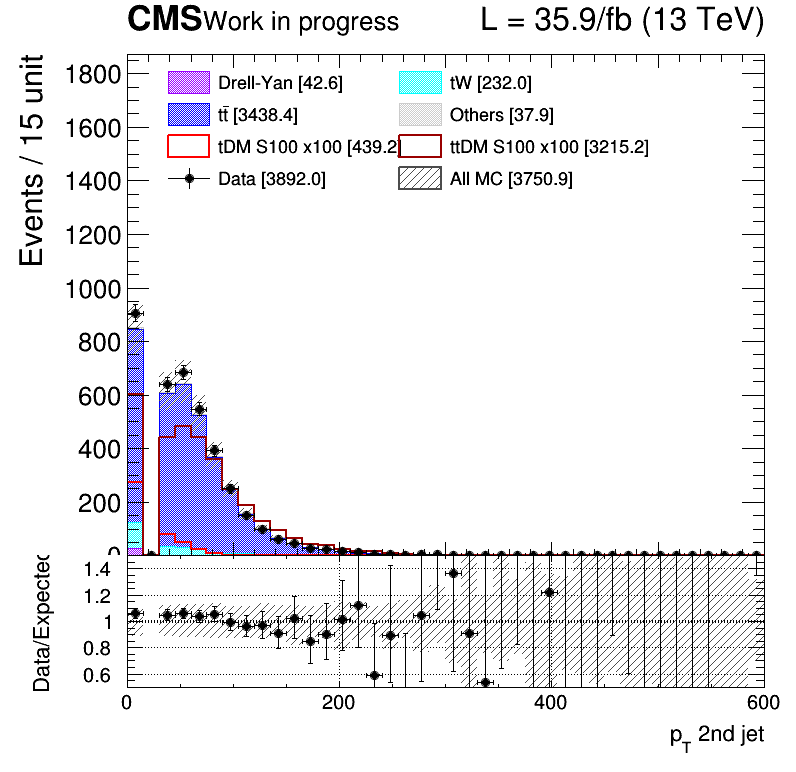 CMS Work in progress L = 35.9/fb (13 TeV)
Events / 15 unit
1800
1600
1400
1200
1000
800
600
400
200
0
Drell-Yan [42.6] tW [232.0]
tt̄ [3438.4] Others [37.9]
tDM S100 x100 [439.2] ttDM S100 x100 [3215.2]
Data [3892.0] All MC [3750.9]
Data/Expected
1.4
1.2
1
0.8
0.6
0 200 400 600
p_T 2nd jet